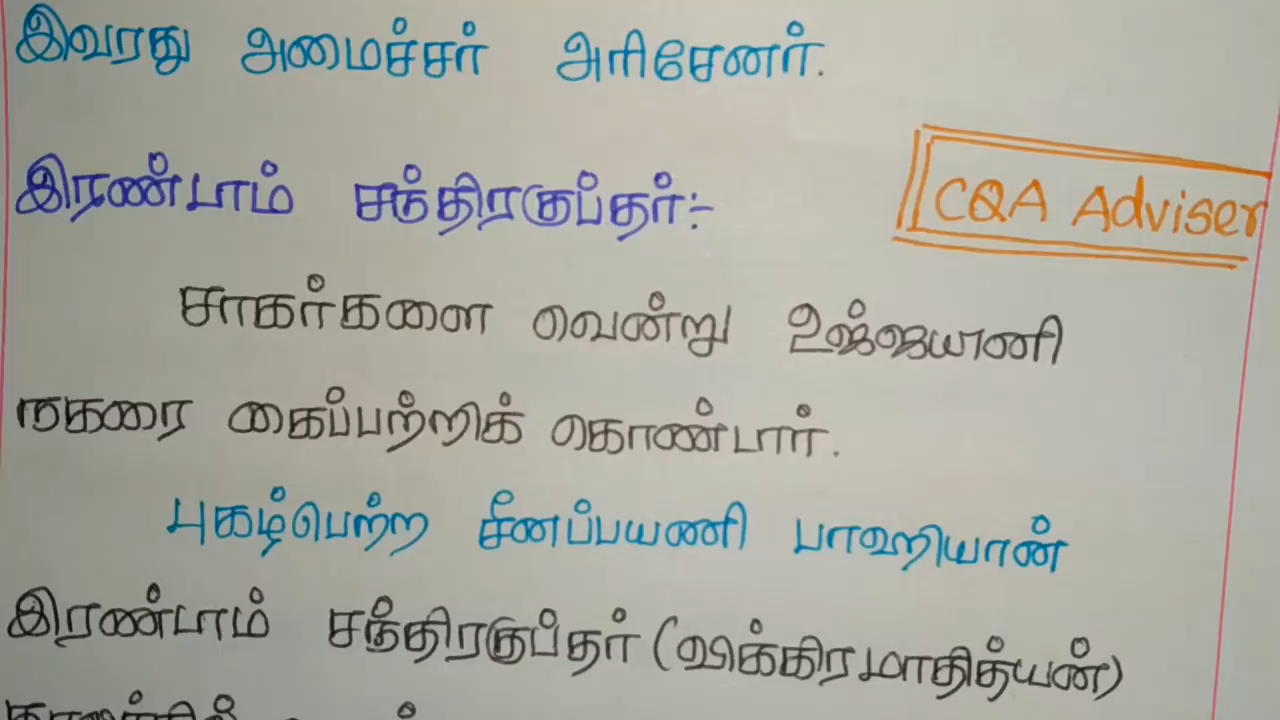 இவரது அமைச்சர் அரிசேனர்.
இரண்டாம் சந்திரகுப்தர்:-
CQA Adviser
சாகர்களை வென்று உஜ்ஜயானி
நகரை கைப்பற்றிக் கொண்டார்.
புகழ்பெற்ற சீனப்பயணி பாஹியான்
இரண்டாம் சந்திரகுப்தர் (விக்கிரமாதித்யன்)